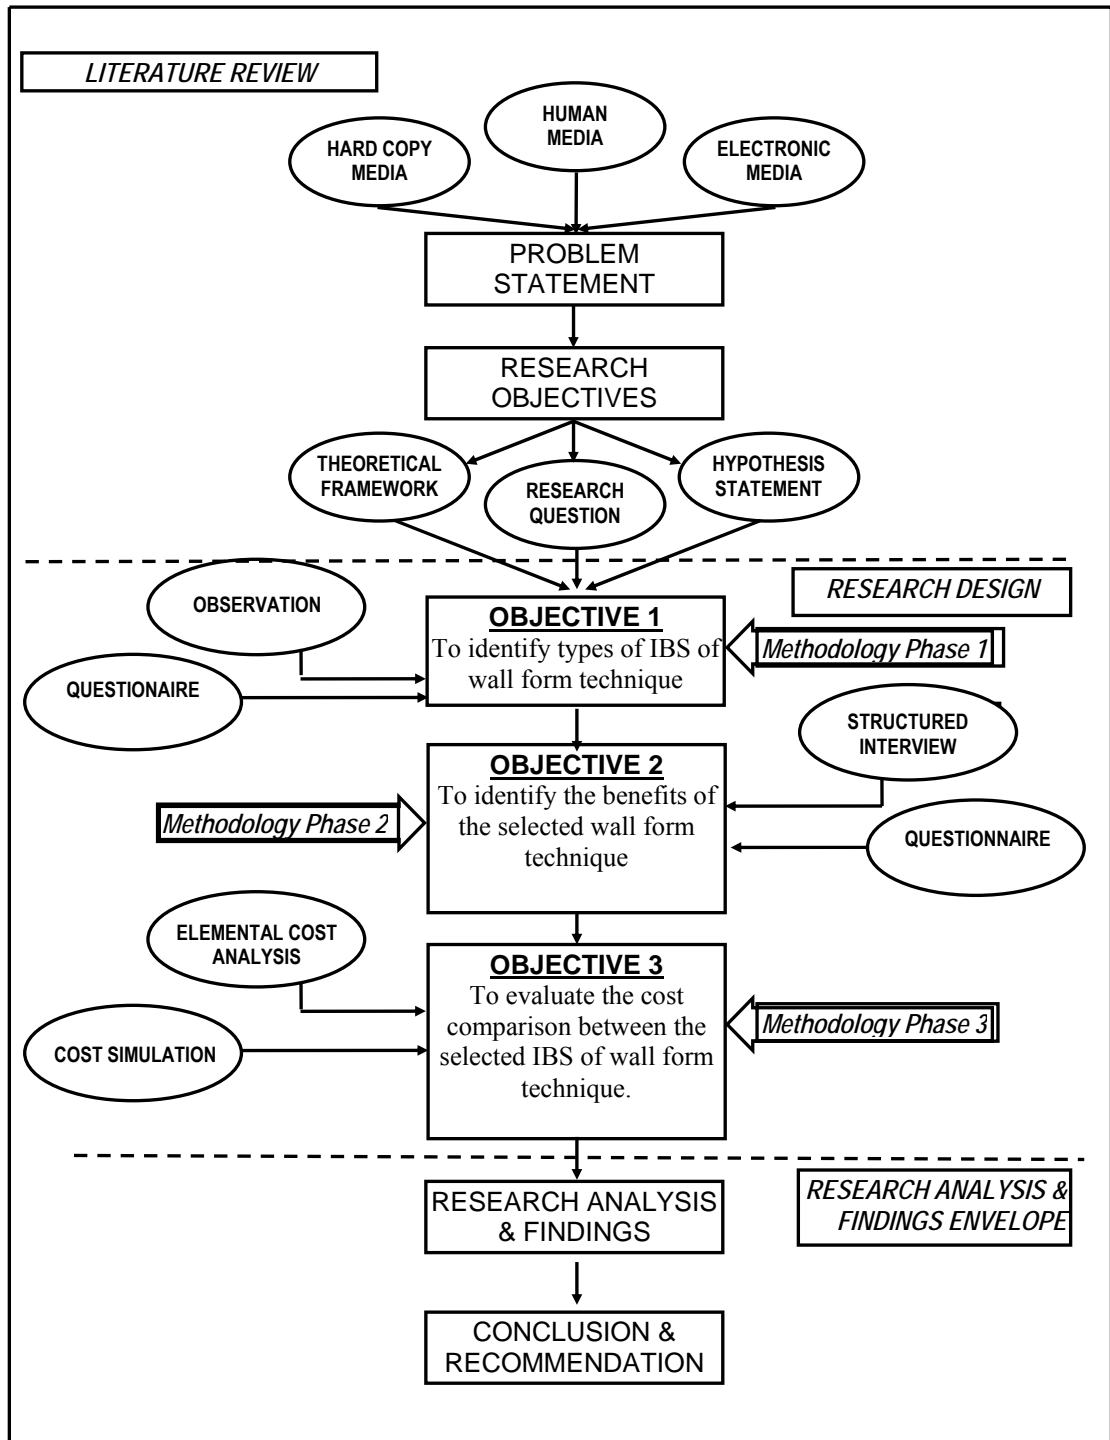 LITERATURE REVIEW
HUMAN
MEDIA
HARD COPY
MEDIA
ELECTRONIC
MEDIA
PROBLEM
STATEMENT
RESEARCH
OBJECTIVES
THEORETICAL
FRAMEWORK
RESEARCH
QUESTION
HYPOTHESIS
STATEMENT
RESEARCH DESIGN
OBSERVATION
QUESTIONAIRE
OBJECTIVE 1
To identify types of IBS of
wall form technique
Methodology Phase 1
STRUCTURED
INTERVIEW
OBJECTIVE 2
To identify the benefits of
the selected wall form
technique
Methodology Phase 2
QUESTIONNAIRE
ELEMENTAL COST
ANALYSIS
COST SIMULATION
OBJECTIVE 3
To evaluate the cost
comparison between the
selected IBS of wall form
technique.
Methodology Phase 3
RESEARCH ANALYSIS &
FINDINGS ENVELOPE
RESEARCH ANALYSIS
& FINDINGS
CONCLUSION &
RECOMMENDATION